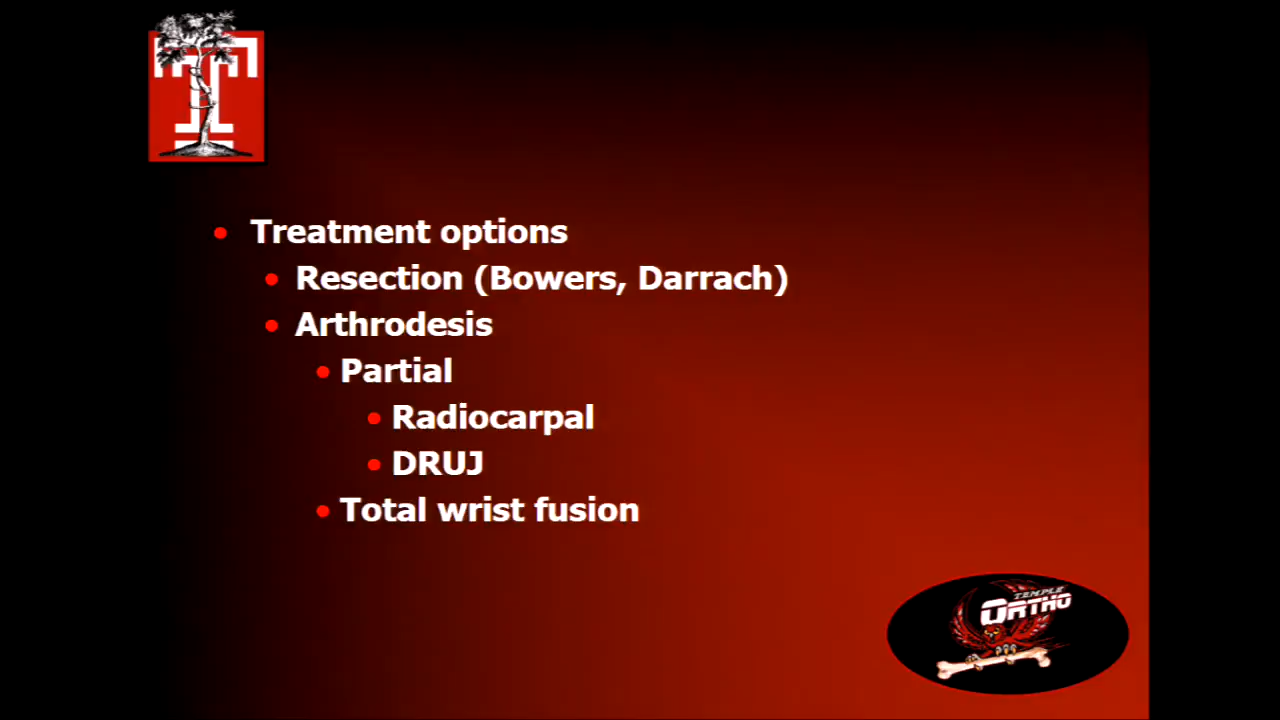 Treatment options
Resection (Bowers, Darrach)
Arthrodesis
Partial
Radiocarpal
DRUJ
Total wrist fusion
TEMPLE
ORTHO